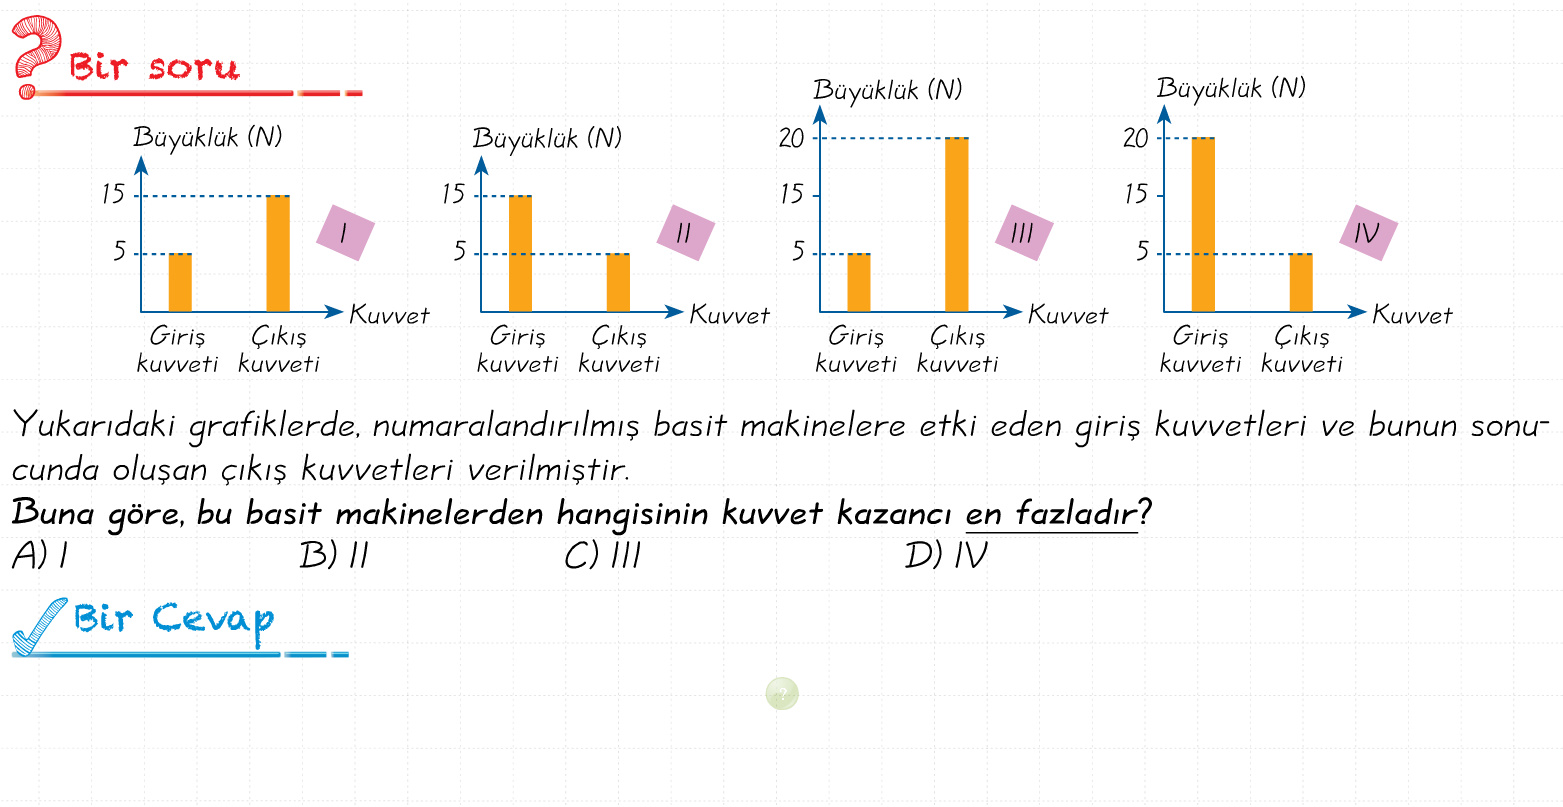 Bir soru
Büyüklük (N)
15
5
Kuvvet
Giriş kuvveti
Çıkış kuvveti
I
Büyüklük (N)
15
5
Kuvvet
Giriş kuvveti
Çıkış kuvveti
II
Büyüklük (N)
20
15
5
Kuvvet
Giriş kuvveti
Çıkış kuvveti
III
Büyüklük (N)
20
15
5
Kuvvet
Giriş kuvveti
Çıkış kuvveti
IV
Yukarıdaki grafiklerde, numaralandırılmış basit makinelere etki eden giriş kuvvetleri ve bunun sonu-
cunda oluşan çıkış kuvvetleri verilmiştir.
Buna göre, bu basit makinelerden hangisinin kuvvet kazancı en fazladır?
A) I B) II C) III D) IV
Bir Cevap
?